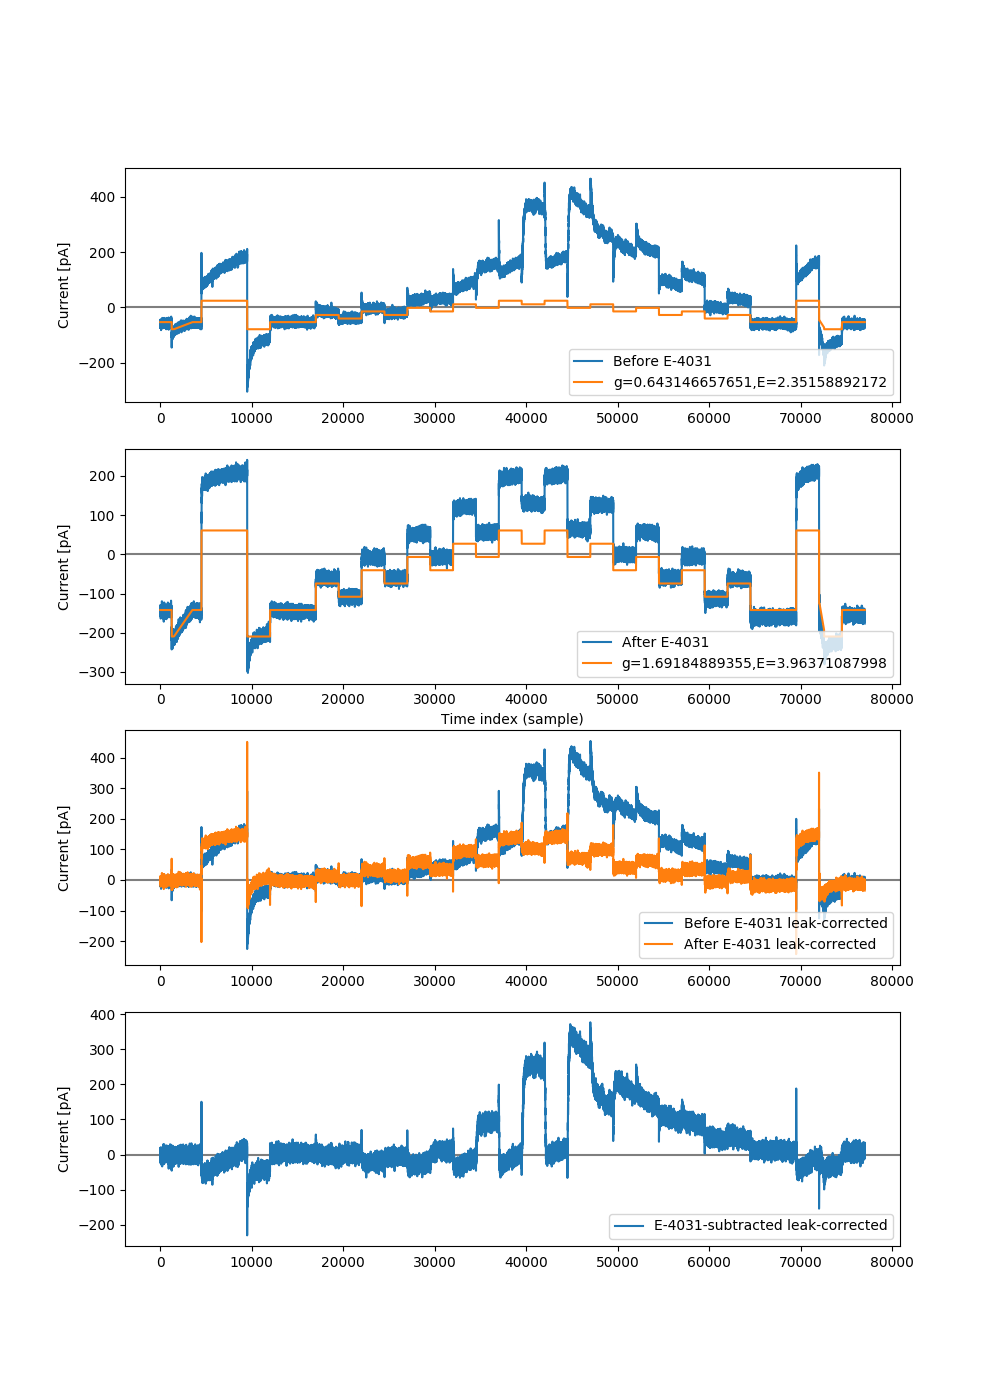 400
200
0
−200
Current [pA]
Before E-4031
g=0.643146657651,E=2.35158892172
0 10000 20000 30000 40000 50000 60000 70000 80000
200
100
0
−100
−200
−300
Current [pA]
After E-4031
g=1.69184889355,E=3.96371087998
0 10000 20000 30000 40000 50000 60000 70000 80000
Time index (sample)
400
300
200
100
0
−100
−200
Current [pA]
Before E-4031 leak-corrected
After E-4031 leak-corrected
0 10000 20000 30000 40000 50000 60000 70000 80000
400
300
200
100
0
−100
−200
Current [pA]
E-4031-subtracted leak-corrected
0 10000 20000 30000 40000 50000 60000 70000 80000